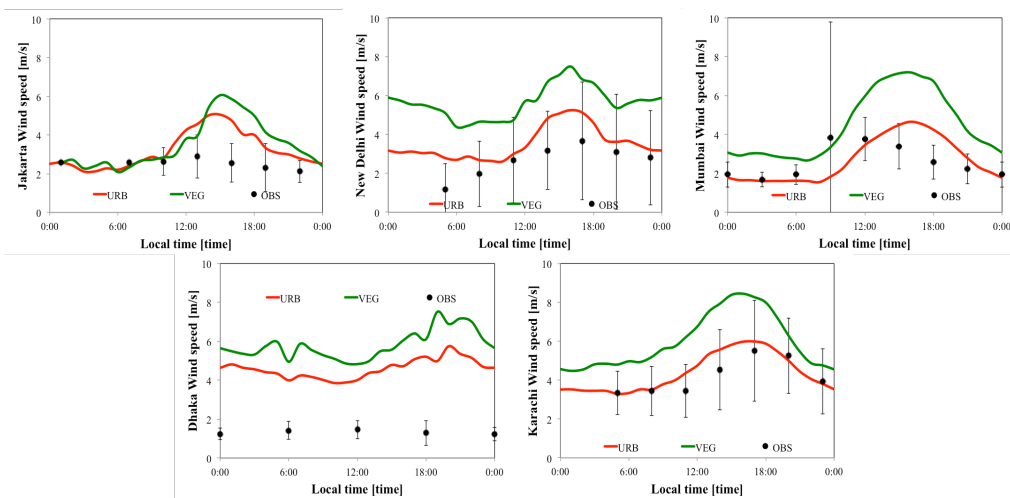 Jakarta Wind speed [m/s]
10
8
6
4
2
0
URB VEG OBS
0:00 6:00 12:00 18:00 0:00
Local time [time]
New Delhi Wind speed [m/s]
10
8
6
4
2
0
URB VEG OBS
0:00 6:00 12:00 18:00 0:00
Local time [time]
Mumbai Wind speed [m/s]
10
8
6
4
2
0
URB VEG OBS
0:00 6:00 12:00 18:00 0:00
Local time [time]
Dhaka Wind speed [m/s]
10
8
6
4
2
0
URB VEG OBS
0:00 6:00 12:00 18:00 0:00
Local time [time]
Karachi Wind speed [m/s]
10
8
6
4
2
0
URB VEG OBS
0:00 6:00 12:00 18:00 0:00
Local time [time]